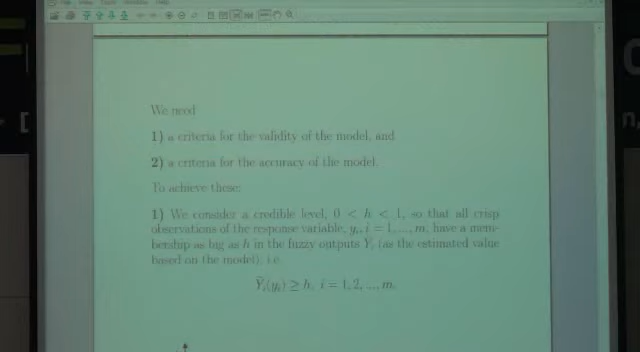 We need
1) a criteria for the validity of the model, and
2) a criteria for the accuracy of the model.
To achieve these:
1) We consider a credible level, 0 < h < 1, so that all crisp
observations of the response variable, yᵢ, i = 1, ..., m, have a mem-
bership as big as h in the fuzzy outputs Ỹᵢ (as the estimated value
based on the model), i.e.
Ỹᵢ(yᵢ) ≥ h, i = 1, 2, ..., m.